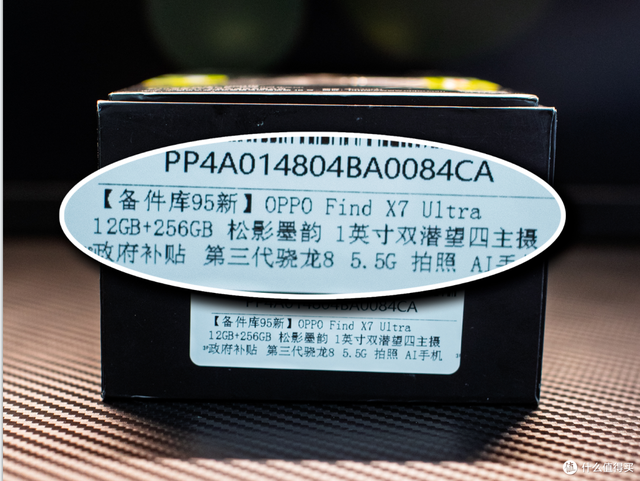 PP4A014804BA0084CA
【备件库95新】OPPO Find X7 Ultra
12GB+256GB 松影墨韵 1英寸双潜望四主摄
政府补贴 第三代骁龙8 5.5G 拍照 AI手机
PP4A014804BA0084CA
【备件库95新】OPPO Find X7 Ultra
12GB+256GB 松影墨韵 1英寸双潜望四主摄
政府补贴 第三代骁龙8 5.5G 拍照 AI手机
值 什么值得买